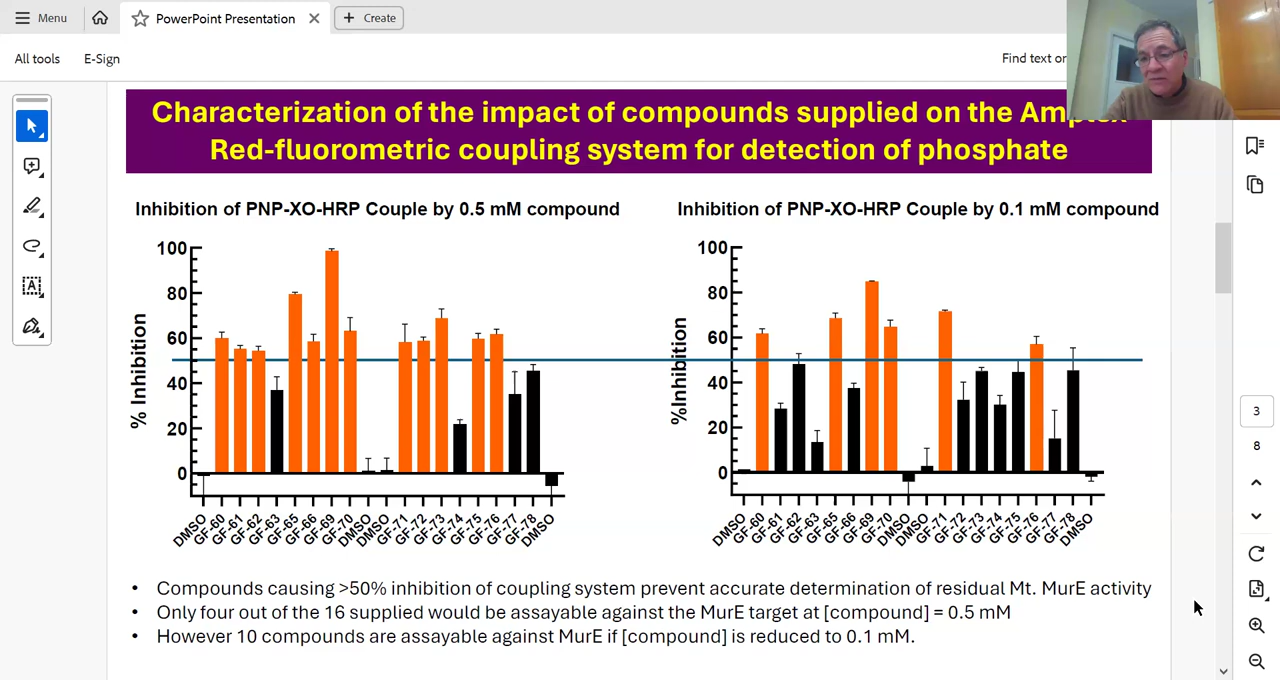 Menu
PowerPoint Presentation
Create
All tools
E-Sign
Find text or
Characterization of the impact of compounds supplied on the Amplex
Red-fluorometric coupling system for detection of phosphate
Inhibition of PNP-XO-HRP Couple by 0.5 mM compound
% Inhibition
100
80
60
40
20
0
DMSO
GF-60
GF-61
GF-62
GF-63
GF-65
GF-66
GF-69
GF-70
DMSO
DMSO
GF-71
GF-72
GF-73
GF-74
GF-75
GF-76
GF-77
GF-78
DMSO
Inhibition of PNP-XO-HRP Couple by 0.1 mM compound
%Inhibition
100
80
60
40
20
0
DMSO
GF-60
GF-61
GF-62
GF-63
GF-65
GF-66
GF-69
GF-70
DMSO
DMSO
GF-71
GF-72
GF-73
GF-74
GF-75
GF-76
GF-77
GF-78
DMSO
• Compounds causing >50% inhibition of coupling system prevent accurate determination of residual Mt. MurE activity
• Only four out of the 16 supplied would be assayable against the MurE target at [compound] = 0.5 mM
• However 10 compounds are assayable against MurE if [compound] is reduced to 0.1 mM.
3
8